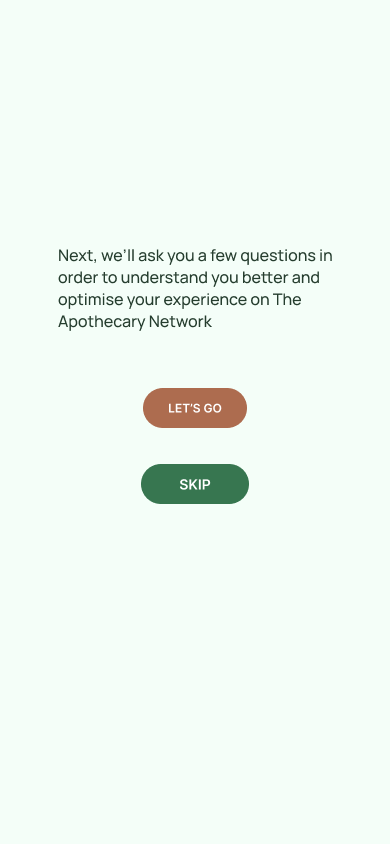 Next, we'll ask you a few questions in
order to understand you better and
optimise your experience on The
Apothecary Network
LET'S GO
SKIP